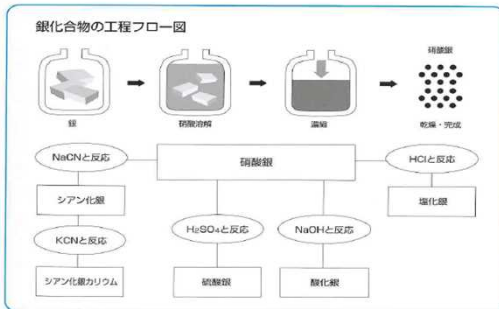 銀化合物の工程フロー図
硝酸銀
銀
硝酸溶解
濃縮
乾燥・完成
NaCNと反応
硝酸銀
HClと反応
シアン化銀
塩化銀
KCNと反応
H₂SO₄と反応
NaOHと反応
シアン化銀カリウム
硫酸銀
酸化銀